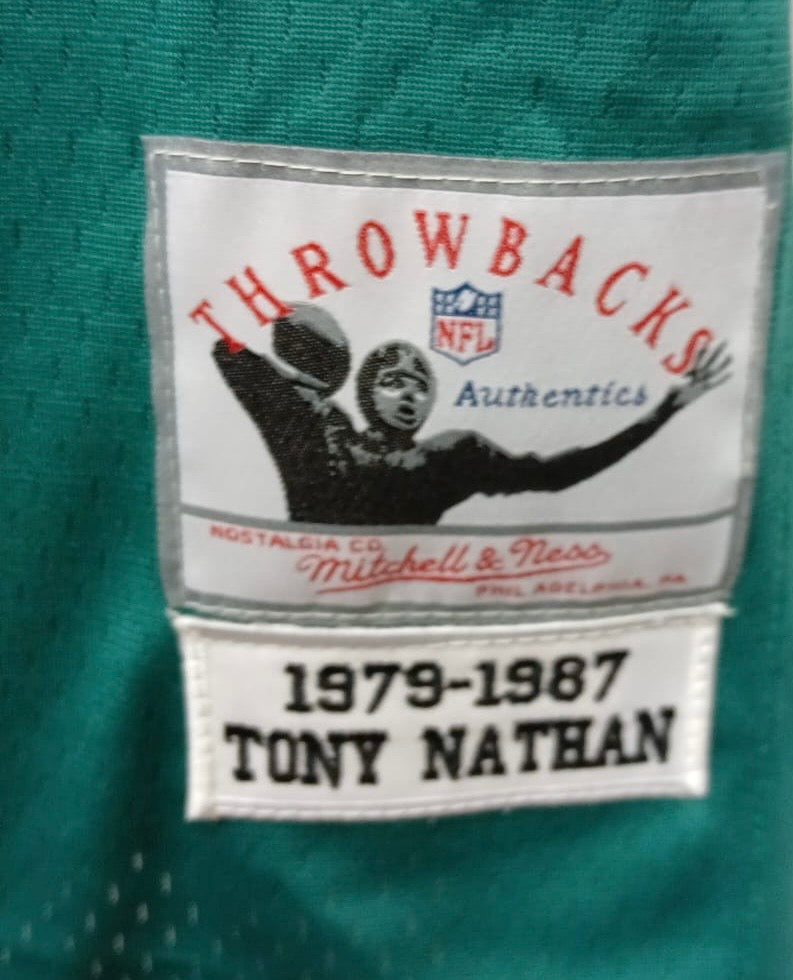 THROWBACKS
NFL
Authentics
NOSTALGIA CO.
Mitchell & Ness
PHILADELPHIA, PA
1979-1987
TONY NATHAN